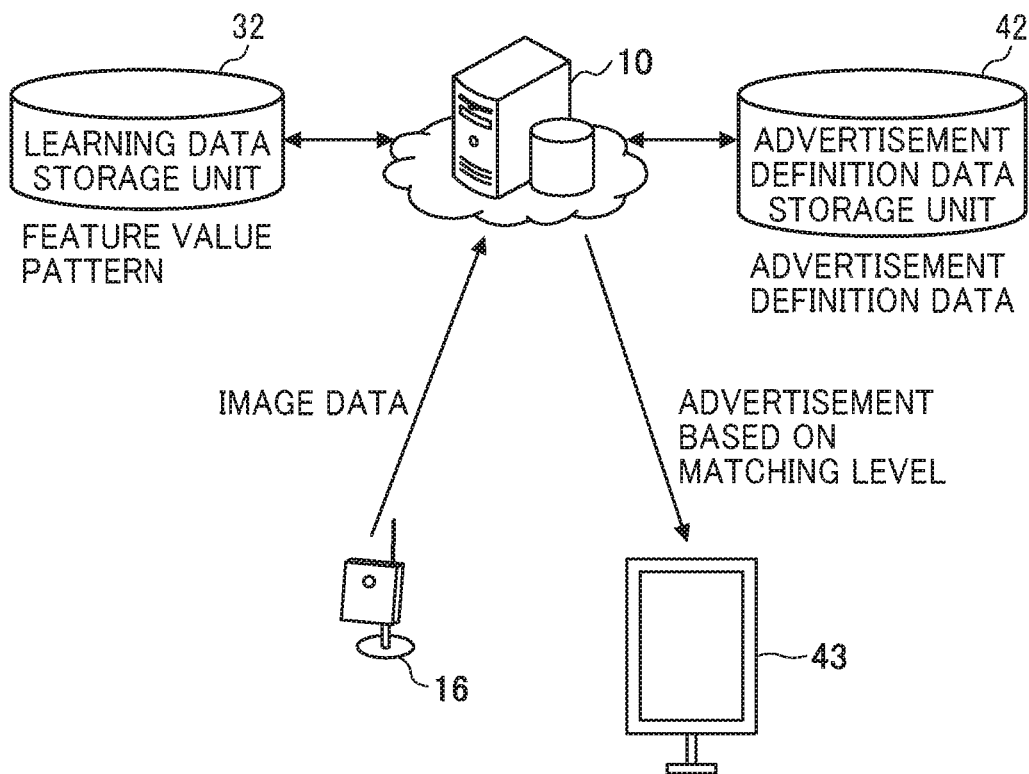 32
10
42
LEARNING DATA
STORAGE UNIT
ADVERTISEMENT
DEFINITION DATA
STORAGE UNIT
FEATURE VALUE
PATTERN
ADVERTISEMENT
DEFINITION DATA
IMAGE DATA
ADVERTISEMENT
BASED ON
MATCHING LEVEL
16
43